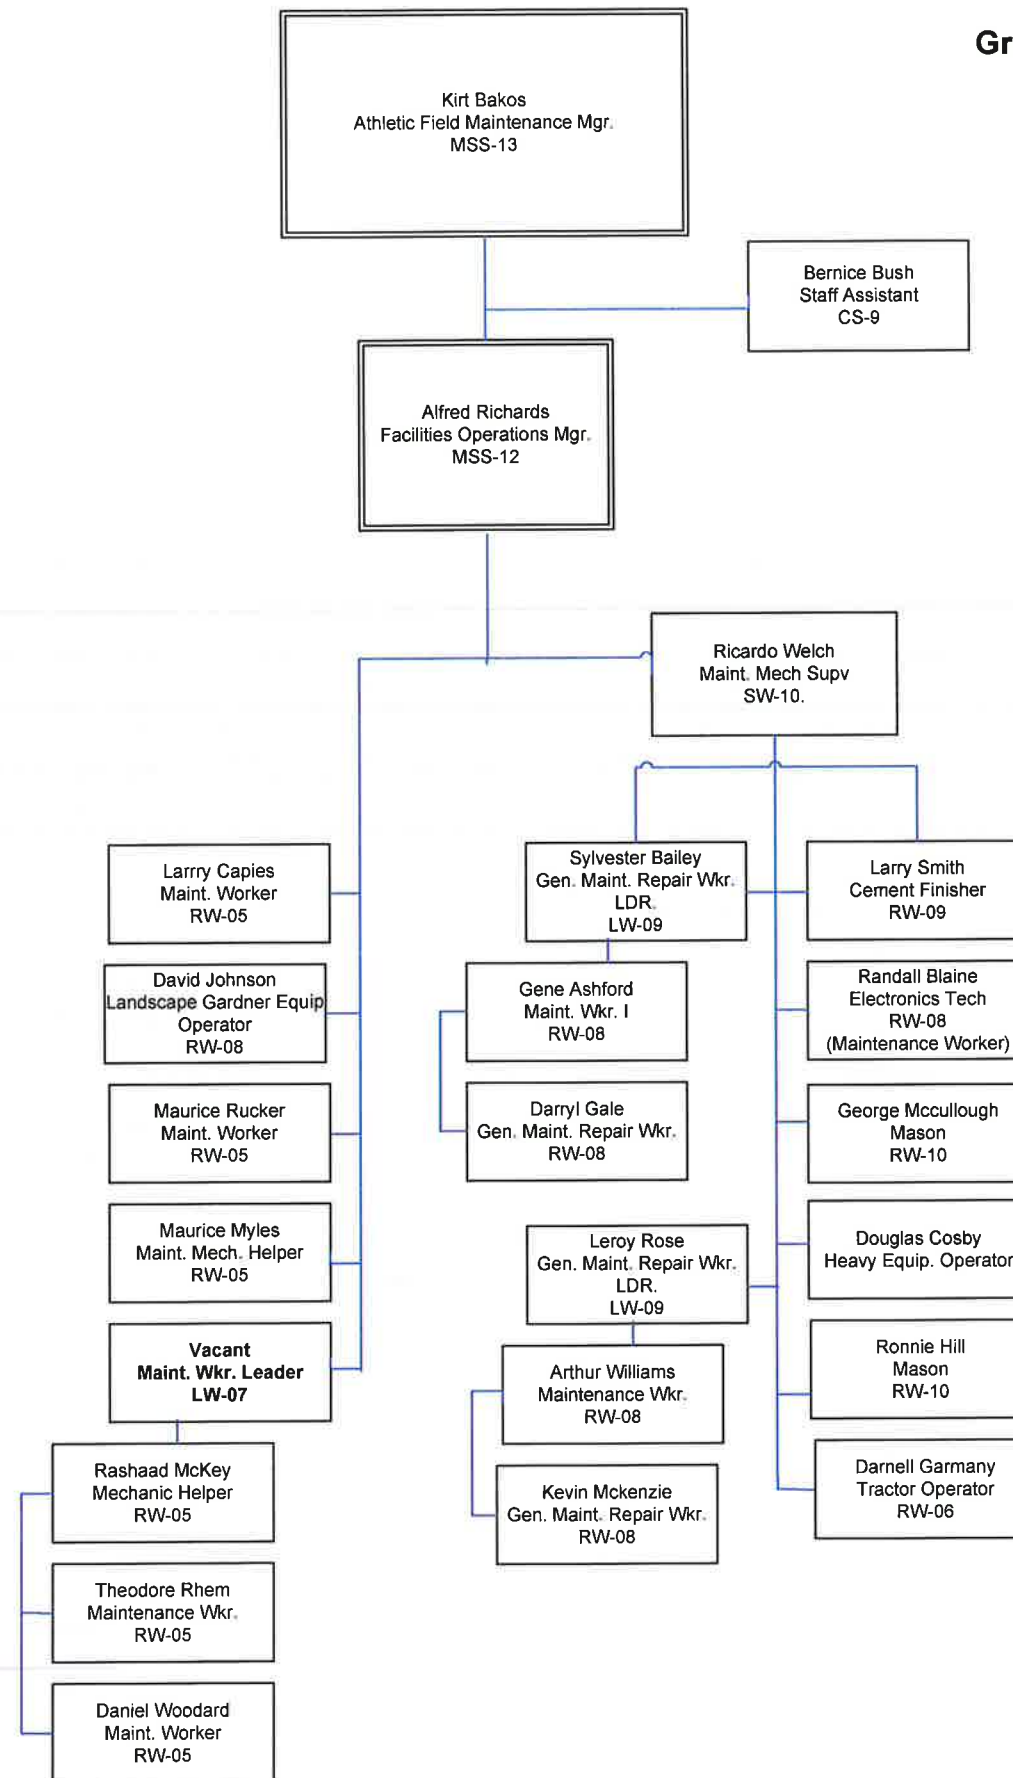 Gr
Kirt Bakos
Athletic Field Maintenance Mgr.
MSS-13
Bernice Bush
Staff Assistant
CS-9
Alfred Richards
Facilities Operations Mgr.
MSS-12
Ricardo Welch
Maint. Mech Supv
SW-10.
Larrry Capies
Maint. Worker
RW-05
David Johnson
Landscape Gardner Equip
Operator
RW-08
Maurice Rucker
Maint. Worker
RW-05
Maurice Myles
Maint. Mech. Helper
RW-05
Vacant
Maint. Wkr. Leader
LW-07
Rashaad McKey
Mechanic Helper
RW-05
Theodore Rhem
Maintenance Wkr.
RW-05
Daniel Woodard
Maint. Worker
RW-05
Sylvester Bailey
Gen. Maint. Repair Wkr.
LDR.
LW-09
Gene Ashford
Maint. Wkr. I
RW-08
Darryl Gale
Gen. Maint. Repair Wkr.
RW-08
Leroy Rose
Gen. Maint. Repair Wkr.
LDR.
LW-09
Arthur Williams
Maintenance Wkr.
RW-08
Kevin Mckenzie
Gen. Maint. Repair Wkr.
RW-08
Larry Smith
Cement Finisher
RW-09
Randall Blaine
Electronics Tech
RW-08
(Maintenance Worker)
George Mccullough
Mason
RW-10
Douglas Cosby
Heavy Equip. Operator
Ronnie Hill
Mason
RW-10
Darnell Garmany
Tractor Operator
RW-06